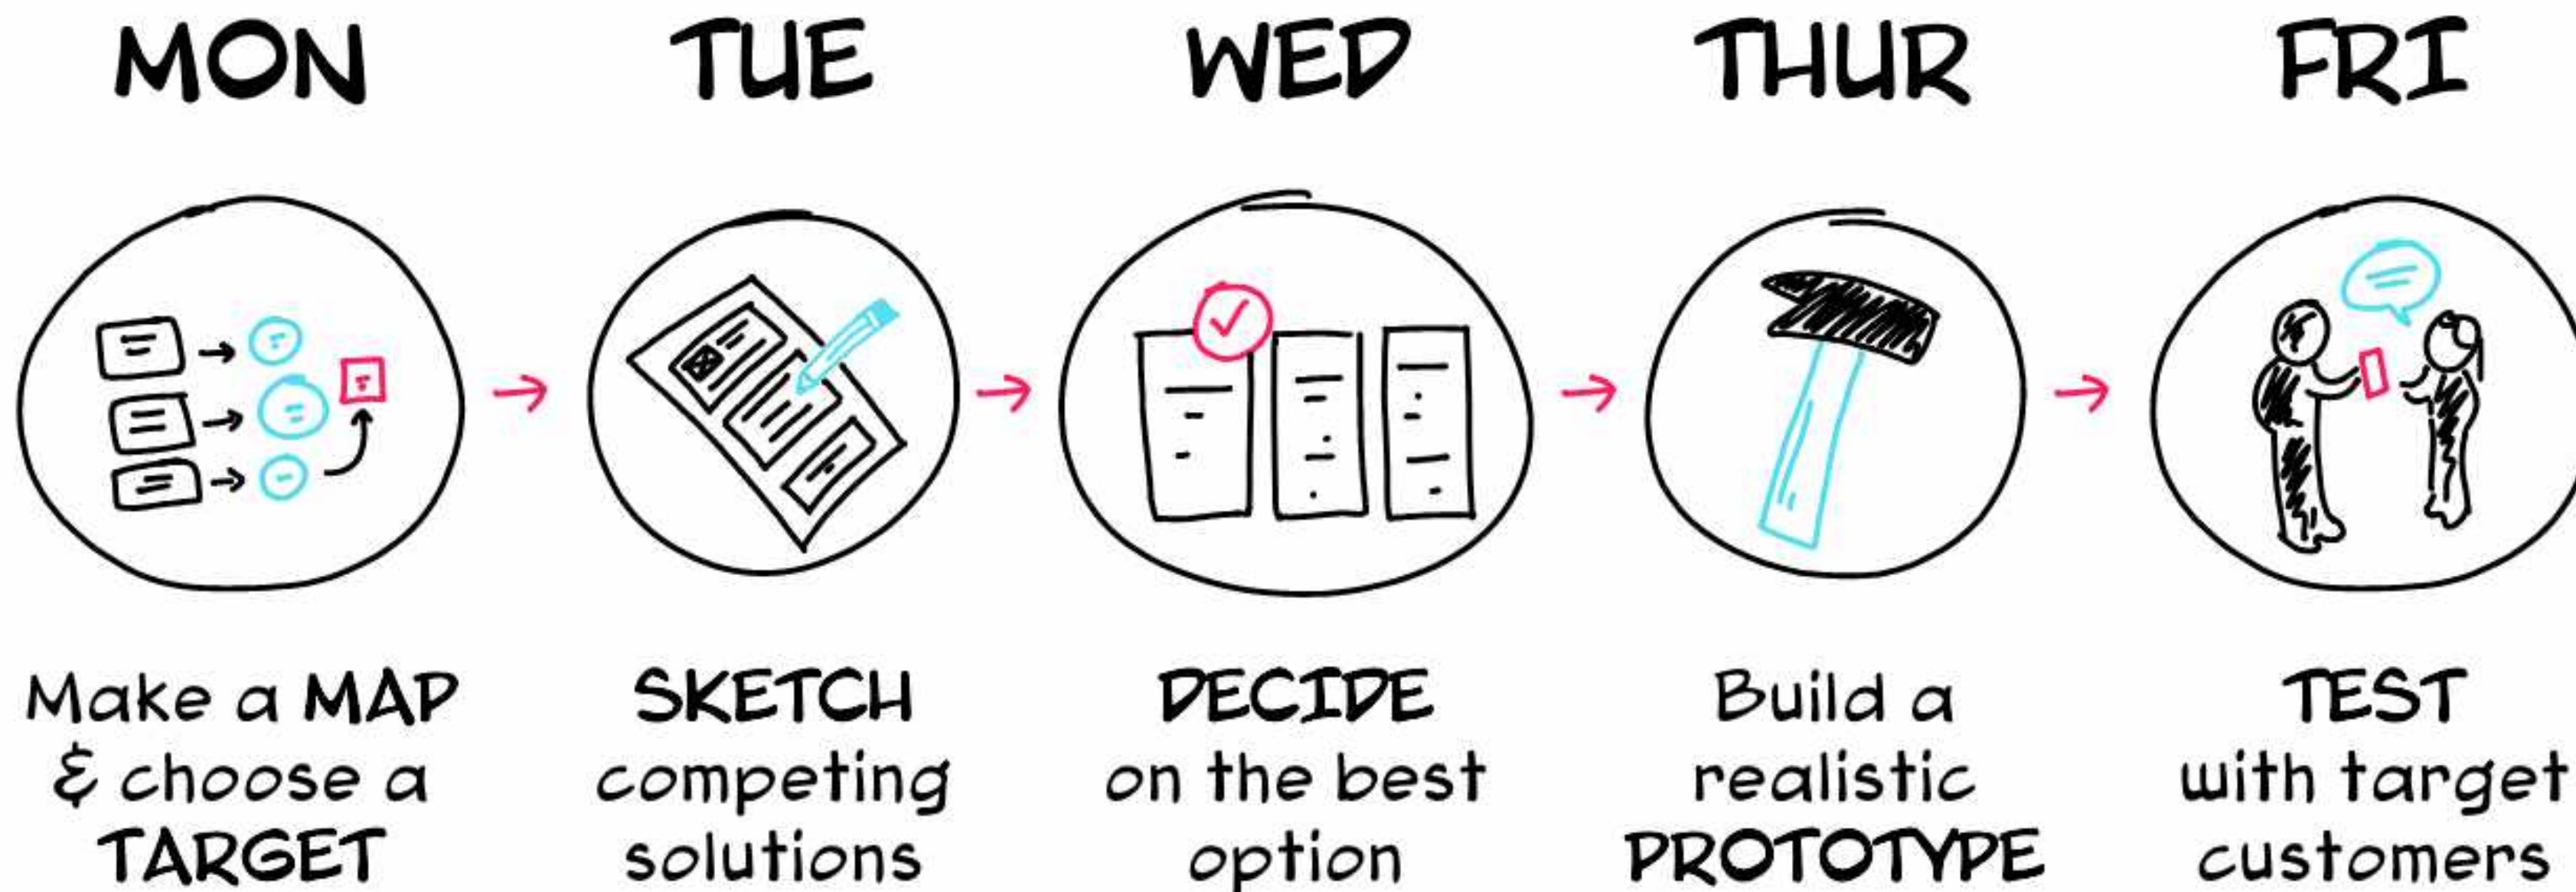 MON
TUE
WED
THUR
FRI
Make a MAP
& choose a
TARGET
SKETCH
competing
solutions
DECIDE
on the best
option
Build a
realistic
PROTOTYPE
TEST
with target
customers